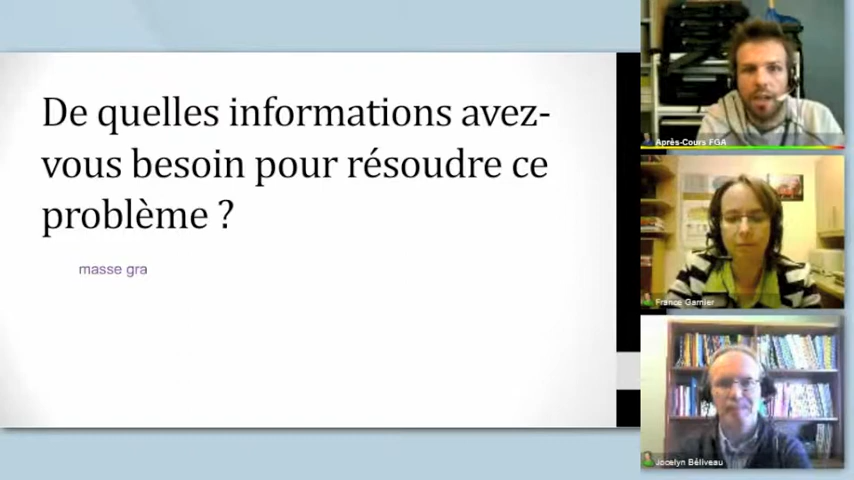 De quelles informations avez-
vous besoin pour résoudre ce
problème ?
masse gra
Après-Cours FGA
France Garnier
Jocelyn Béliveau